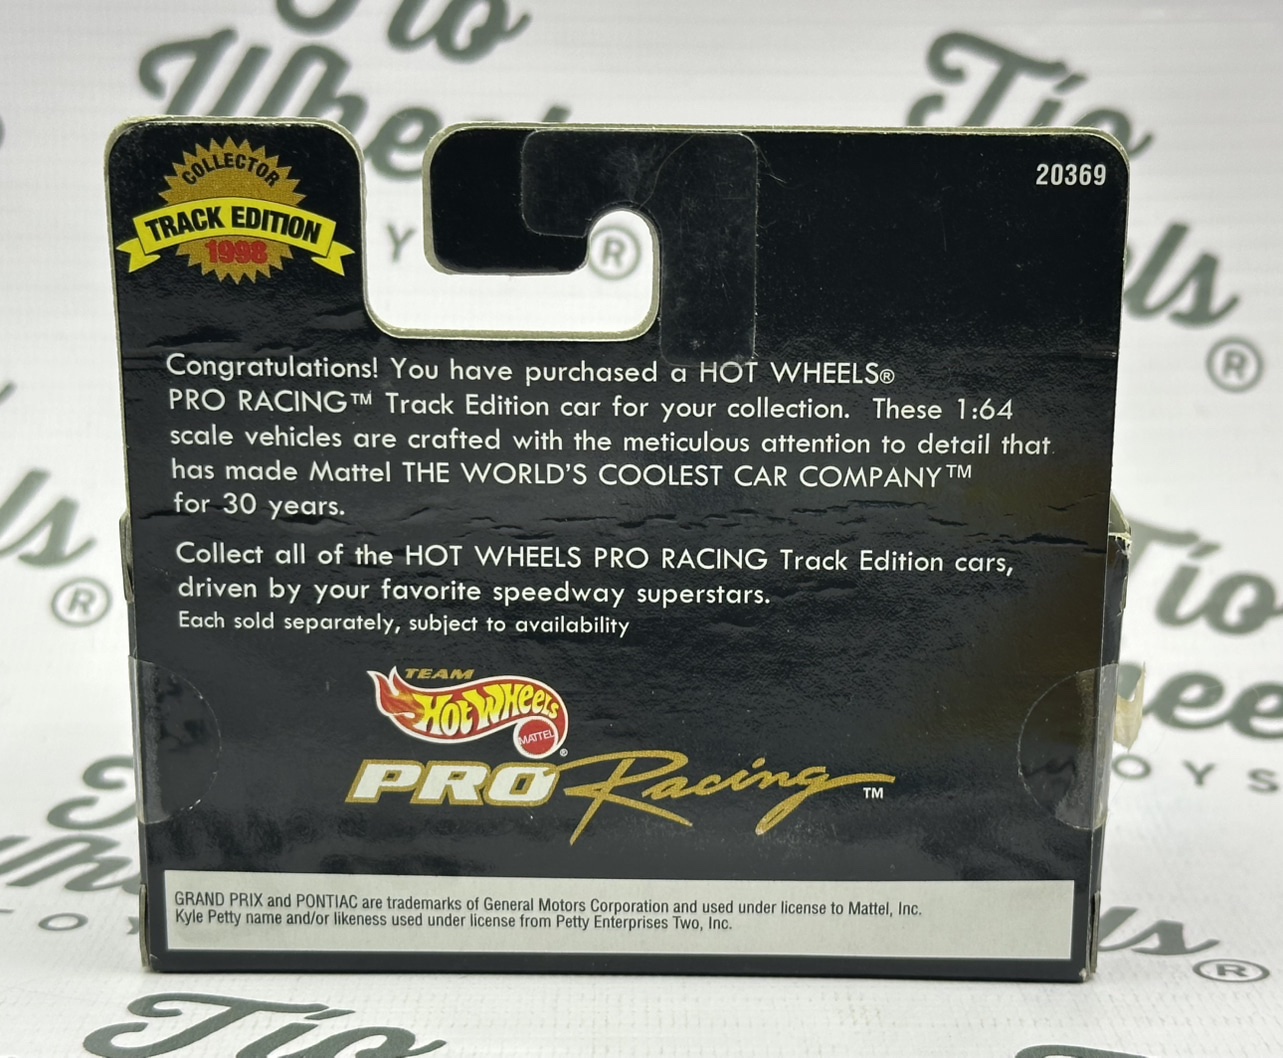 Tío
Wheels
TOYS
®
COLLECTOR
TRACK EDITION
1998
20369
Congratulations! You have purchased a HOT WHEELS®
PRO RACING™ Track Edition car for your collection. These 1:64
scale vehicles are crafted with the meticulous attention to detail that
has made Mattel THE WORLD'S COOLEST CAR COMPANY™
for 30 years.
Collect all of the HOT WHEELS PRO RACING Track Edition cars,
driven by your favorite speedway superstars.
Each sold separately, subject to availability
TEAM
Hot Wheels
MATTEL
®
PRO Racing ™
GRAND PRIX and PONTIAC are trademarks of General Motors Corporation and used under license to Mattel, Inc.
Kyle Petty name and/or likeness used under license from Petty Enterprises Two, Inc.